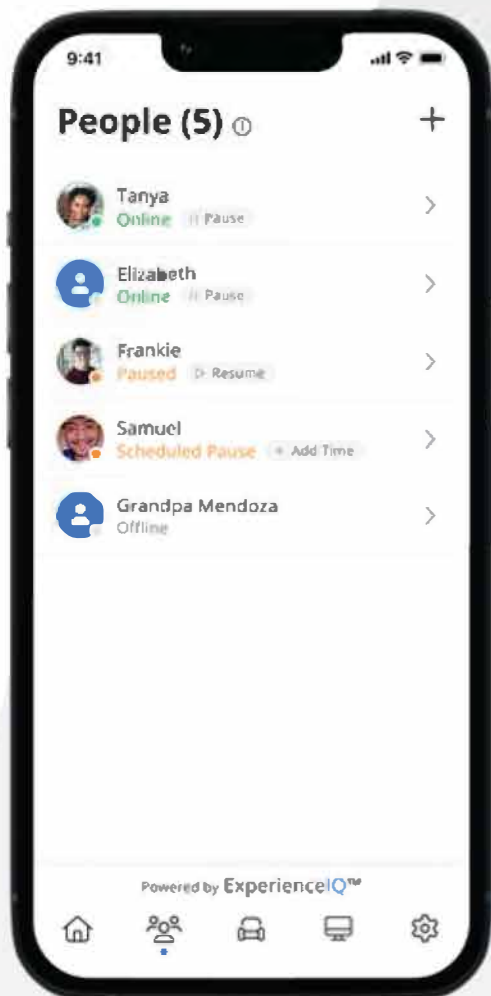 9:41
People (5)
Tanya
Online Pause
Elizabeth
Online Pause
Frankie
Paused Resume
Samuel
Scheduled Pause + Add Time
Grandpa Mendoza
Offline
Powered by ExperienceIQ™